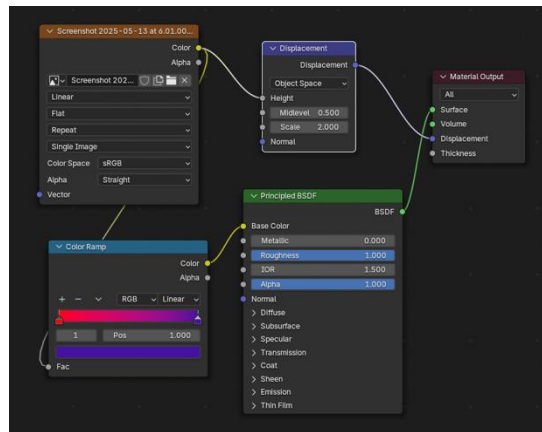 Screenshot 2025-05-13 at 6.01.00...
Color
Alpha
Screenshot 202...
Linear
Flat
Repeat
Single Image
Color Space sRGB
Alpha Straight
Vector
Displacement
Displacement
Object Space
Height
Midlevel 0.500
Scale 2.000
Normal
Material Output
All
Surface
Volume
Displacement
Thickness
Color Ramp
Color
Alpha
+ − RGB Linear
1 Pos 1.000
Fac
Principled BSDF
BSDF
Base Color
Metallic 0.000
Roughness 1.000
IOR 1.500
Alpha 1.000
Normal
> Diffuse
> Subsurface
> Specular
> Transmission
> Coat
> Sheen
> Emission
> Thin Film